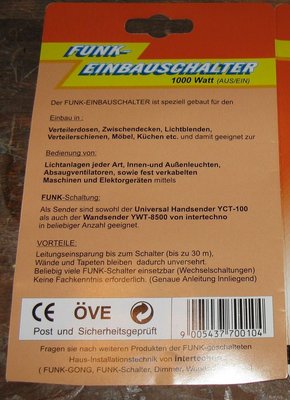 FUNK-
EINBAUSCHALTER
1000 Watt (AUS/EIN)
Der FUNK-EINBAUSCHALTER ist speziell gebaut für den
Einbau in :
Verteilerdosen, Zwischendecken, Lichtblenden,
Verteilerschienen, Möbel, Küchen etc. und damit geeignet zur
Bedienung von:
Lichtanlagen jeder Art, Innen-und Außenleuchten,
Absaugventilatoren, sowie fest verkabelten
Maschinen und Elektorgeräten mittels
FUNK-Schaltung:
Als Sender sind sowohl der Universal Handsender YCT-100
als auch der Wandsender YWT-8500 von intertechno
in beliebiger Anzahl geeignet.
VORTEILE:
Leitungseinsparung bis zum Schalter (bis zu 30 m),
Wände und Tapeten bleiben dadurch unversehrt.
Beliebig viele FUNK-Schalter einsetzbar (Wechselschaltungen)
Keine Fachkenntnis erforderlich. (Genaue Anleitung Innliegend)
CE ÖVE
Post und Sicherheitsgeprüft
9 005437 700104
Fragen sie nach weiteren Produkten der FUNK-geschalteten
Haus-Installationstechnik von intertechno
( FUNK-GONG, FUNK-Schalter, Dimmer,